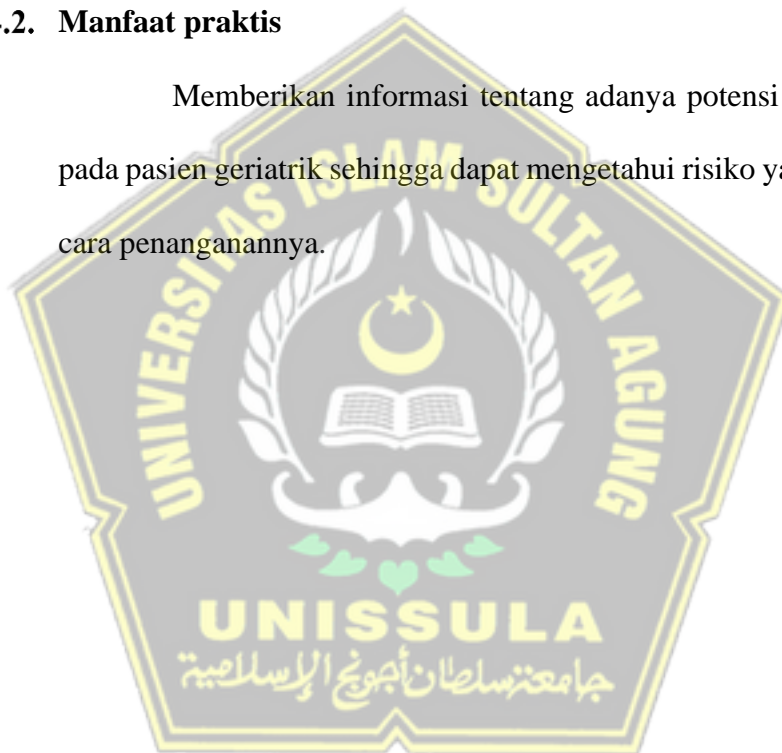 .2. Manfaat praktis
Memberikan informasi tentang adanya potensi
pada pasien geriatrik sehingga dapat mengetahui risiko
cara penanganannya.
UNIVERSITAS ISLAM SULTAN AGUNG
UNISSULA
جامعة سلطان أجونج الإسلامية